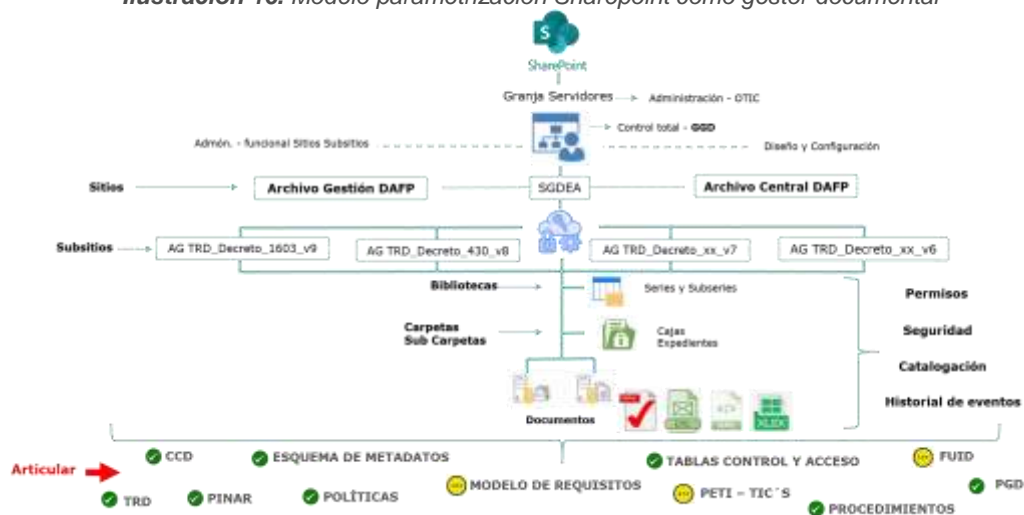 Ilustración 16. Modelo parametrización Sharepoint como gestor documental
S
SharePoint
Granja Servidores
Administración - OTIC
Control total - GGD
Admón. - funcional Sitios Subsitios
Diseño y Configuración
Sitios
Archivo Gestión DAFP
SGDEA
Archivo Central DAFP
Subsitios
AG TRD_Decreto_1603_v9
AG TRD_Decreto_430_v8
AG TRD_Decreto_xx_v7
AG TRD_Decreto_xx_v6
Bibliotecas
Series y Subseries
Carpetas
Sub Carpetas
Cajas
Expedientes
Documentos
XLSX
Permisos
Seguridad
Catalogación
Historial de eventos
Articular
CCD
ESQUEMA DE METADATOS
TABLAS CONTROL Y ACCESO
FUID
TRD
PINAR
POLÍTICAS
MODELO DE REQUISITOS
PETI – TIC´S
PROCEDIMIENTOS
PGD